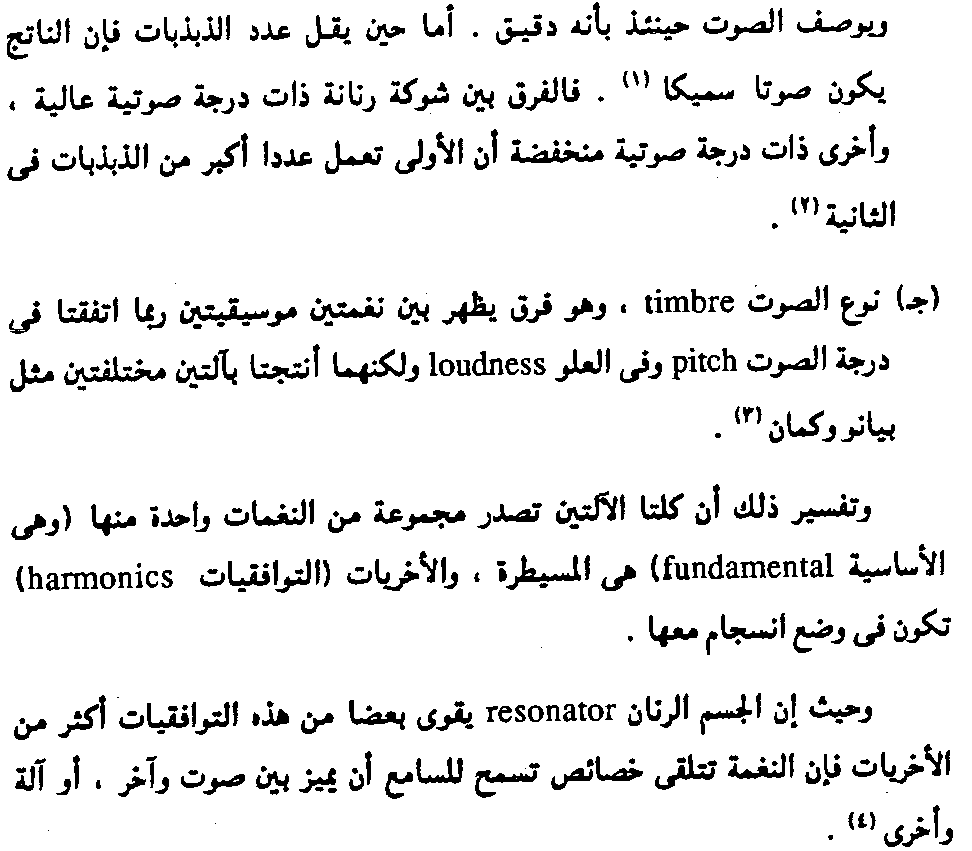 ويوصف الصوت حينئذ بأنه دقيق . أما حين يقل عدد الذبذبات فإن الناتج
يكون صوتا سميكا (١) . فالفرق بين شوكة رنانة ذات درجة صوتية عالية ،
وأخرى ذات درجة صوتية منخفضة أن الأولى تعمل عددا أكبر من الذبذبات فى
الثانية (٢) .
(جـ) نوع الصوت timbre ، وهو فرق يظهر بين نغمتين موسيقيتين ربما اتفقتا في
درجة الصوت pitch وفى العلو loudness ولكنهما أنتجتا بآلتين مختلفتين مثل
بيانو وكمان (٣) .
وتفسير ذلك أن كلتا الآلتين تصدر مجموعة من النغمات واحدة منها (وهى
الأساسية fundamental) هى المسيطرة ، والأخريات (التوافقيات harmonics)
تكون فى وضع انسجام معها .
وحيث إن الجسم الرنان resonator يقوى بعضا من هذه التوافقيات أكثر من
الأخريات فإن النغمة تتلقى خصائص تسمح للسامع أن يميز بين صوت وآخر ، أو آلة
وأخرى (٤) .